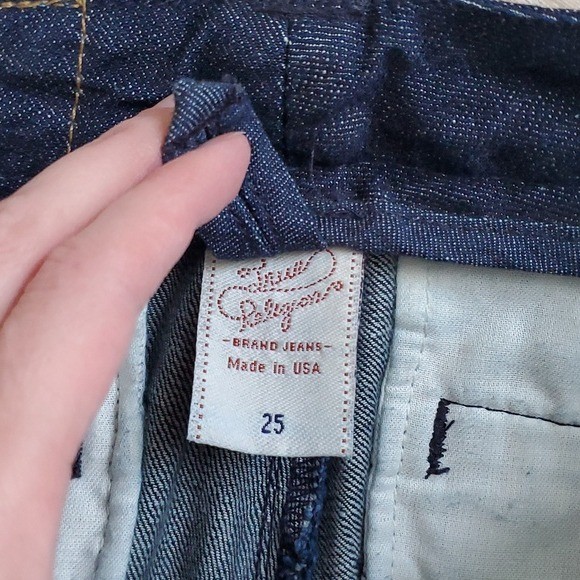 True
Religion
-BRAND JEANS-
Made in USA
25